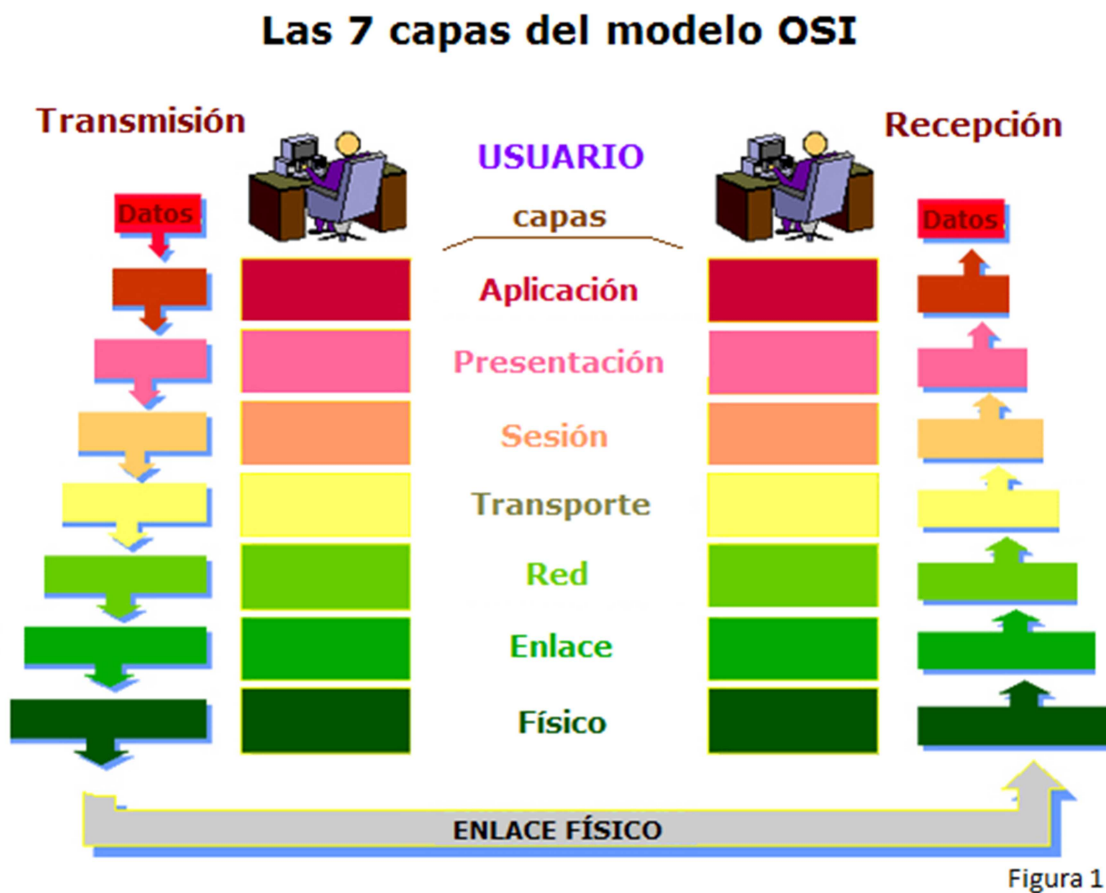 Las 7 capas del modelo OSI
Transmisión
Recepción
USUARIO
capas
Datos
Datos
Aplicación
Presentación
Sesión
Transporte
Red
Enlace
Físico
ENLACE FÍSICO
Figura 1